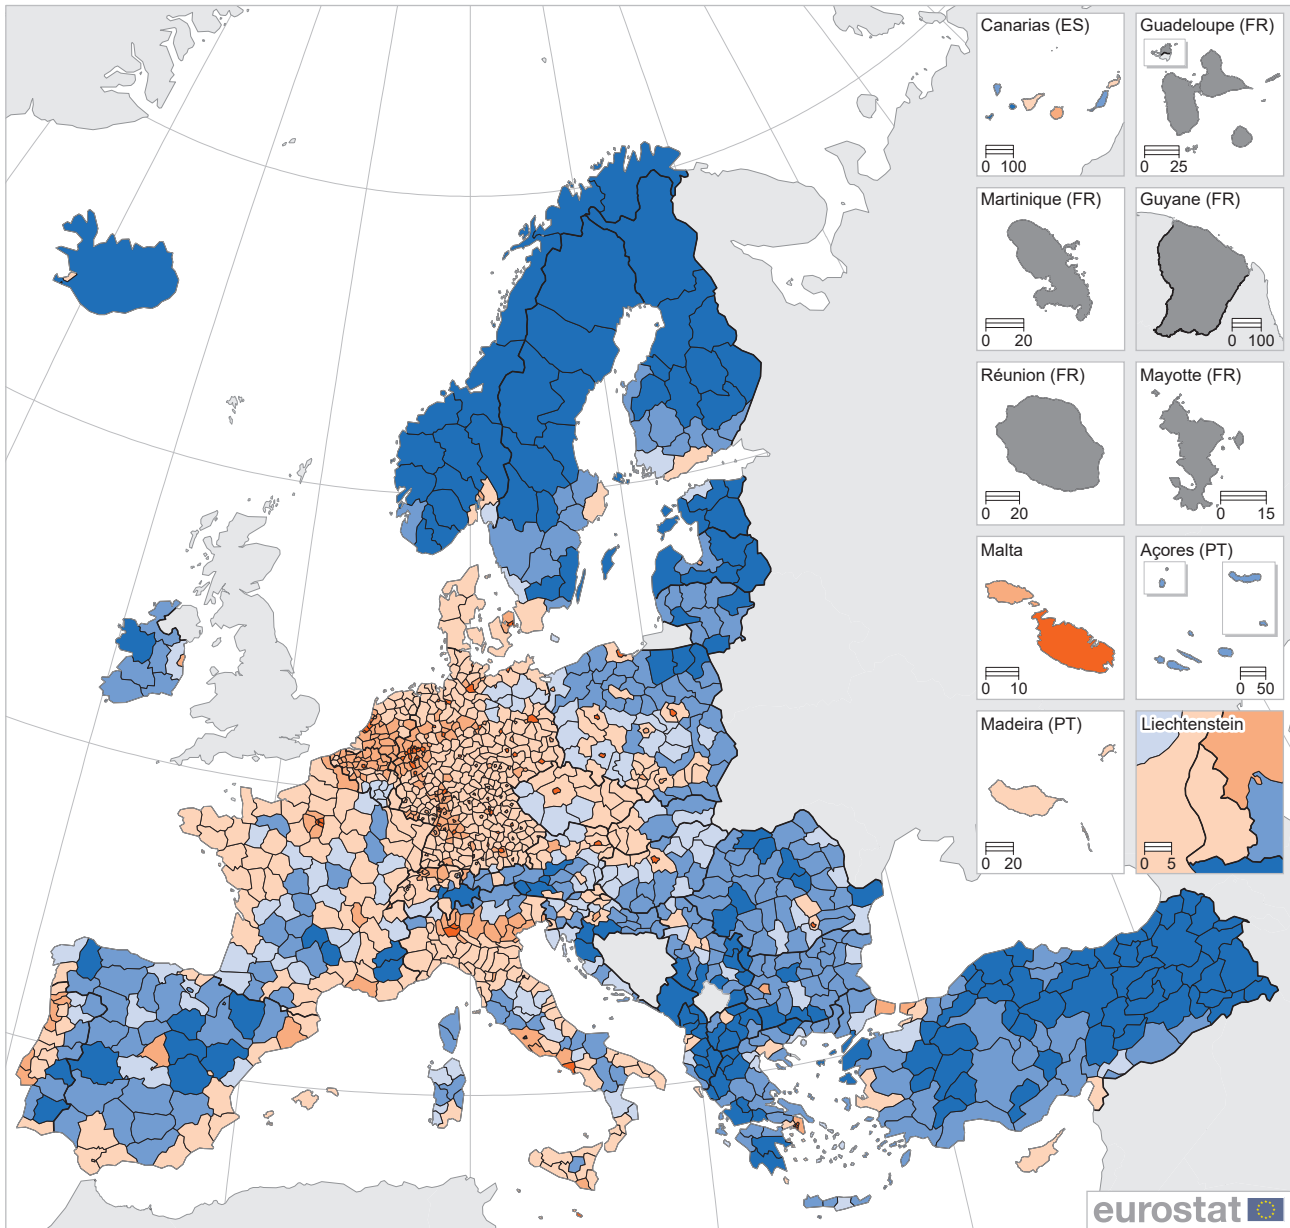 Canarias (ES)
0 100
Guadeloupe (FR)
0 25
Martinique (FR)
0 20
Guyane (FR)
0 100
Réunion (FR)
0 20
Mayotte (FR)
0 15
Malta
0 10
Açores (PT)
0 50
Madeira (PT)
0 20
Liechtenstein
0 5
eurostat